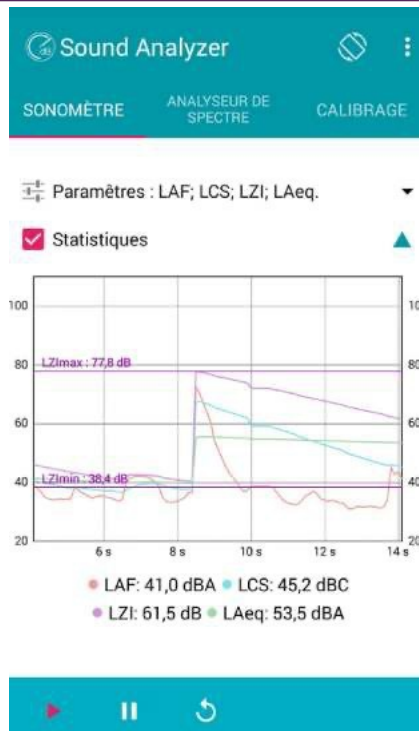 Sound Analyzer
SONOMÈTRE
ANALYSEUR DE
SPECTRE
CALIBRAGE
Paramètres : LAF; LCS; LZI; LAeq.
Statistiques
100
80
60
40
20
LZImax : 77,8 dB
LZImin : 38,4 dB
10
80
60
40
20
6 s 8 s 10 s 12 s 14 s
LAF: 41,0 dBA LCS: 45,2 dBC
LZI: 61,5 dB LAeq: 53,5 dBA